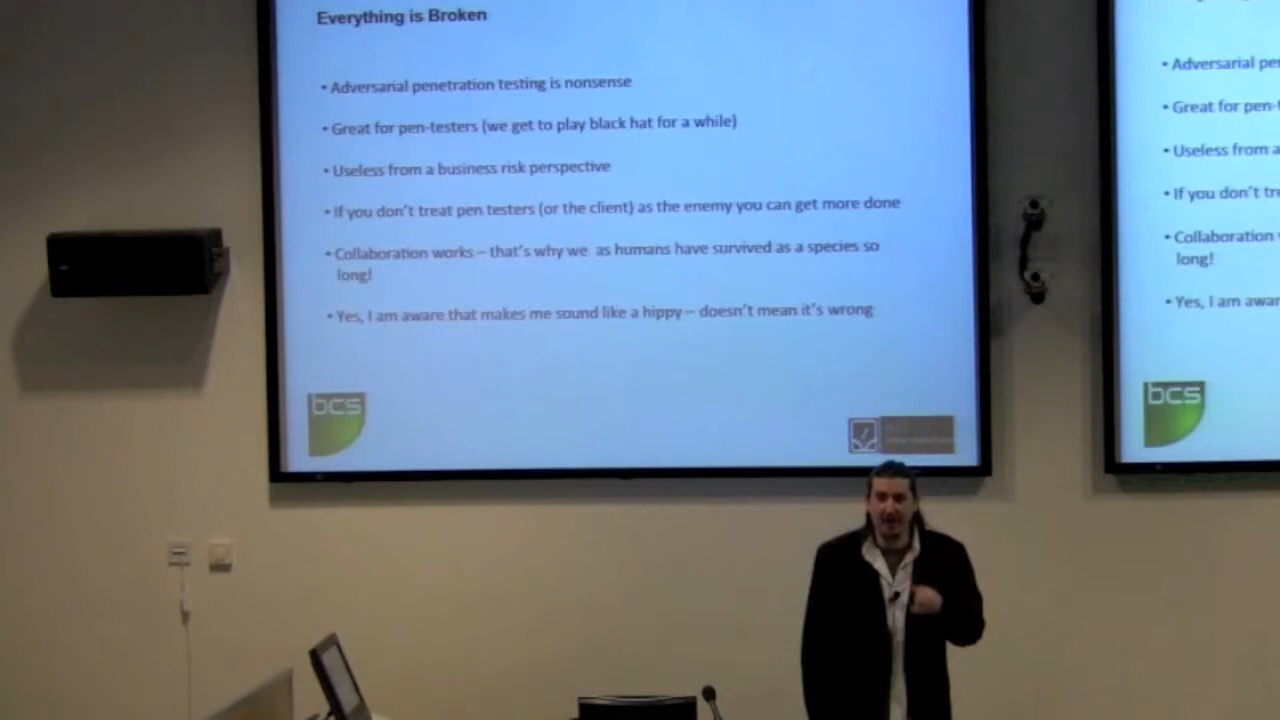 Everything is Broken
• Adversarial penetration testing is nonsense
• Great for pen-testers (we get to play black hat for a while)
• Useless from a business risk perspective
• If you don't treat pen testers (or the client) as the enemy you can get more done
• Collaboration works – that's why we as humans have survived as a species so
long!
• Yes, I am aware that makes me sound like a hippy – doesn't mean it's wrong
bcs
• Adversarial pe
• Great for pen-
• Useless from a
• If you don't tr
• Collaboration
long!
• Yes, I am awar
bcs